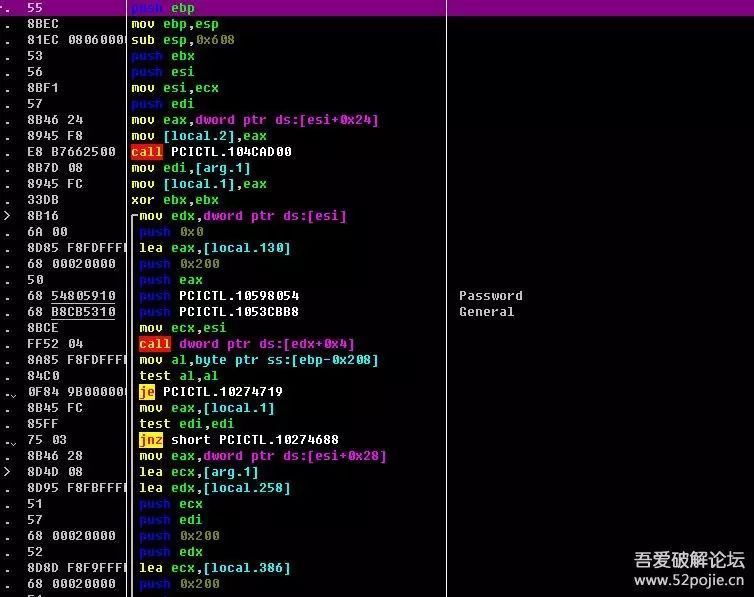 . 55 push ebp
. 8BEC mov ebp,esp
. 81EC 0806000 sub esp,0x608
. 53 push ebx
. 56 push esi
. 8BF1 mov esi,ecx
. 57 push edi
. 8B46 24 mov eax,dword ptr ds:[esi+0x24]
. 8945 F8 mov [local.2],eax
. E8 B7662500 call PCICTL.104CAD00
. 8B7D 08 mov edi,[arg.1]
. 8945 FC mov [local.1],eax
. 33DB xor ebx,ebx
> 8B16 mov edx,dword ptr ds:[esi]
. 6A 00 push 0x0
. 8D85 F8FDFFF lea eax,[local.130]
. 68 00020000 push 0x200
. 50 push eax
. 68 54805910 push PCICTL.10598054 Password
. 68 B8CB5310 push PCICTL.1053CBB8 General
. 8BCE mov ecx,esi
. FF52 04 call dword ptr ds:[edx+0x4]
. 8A85 F8FDFFF mov al,byte ptr ss:[ebp-0x208]
. 84C0 test al,al
. 0F84 9B00000 je PCICTL.10274719
. 8B45 FC mov eax,[local.1]
. 85FF test edi,edi
. 75 03 jnz short PCICTL.10274688
. 8B46 28 mov eax,dword ptr ds:[esi+0x28]
> 8D4D 08 lea ecx,[arg.1]
. 8D95 F8FBFFF lea edx,[local.258]
. 51 push ecx
. 57 push edi
. 68 00020000 push 0x200
. 52 push edx
. 8D8D F8F9FFF lea ecx,[local.386]
. 68 00020000 push 0x200
吾爱破解论坛
www.52pojie.cn